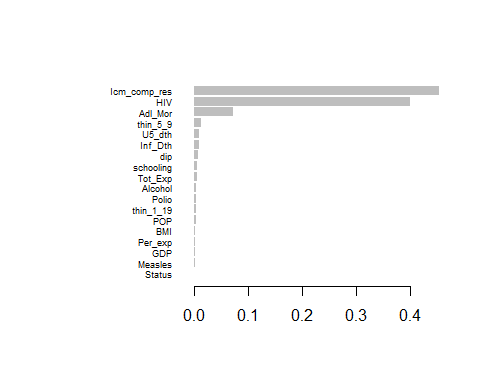 Icm_comp_res
HIV
Adl_Mor
thin_5_9
U5_dth
Inf_Dth
dip
schooling
Tot_Exp
Alcohol
Polio
thin_1_19
POP
BMI
Per_exp
GDP
Measles
Status
0.0 0.1 0.2 0.3 0.4